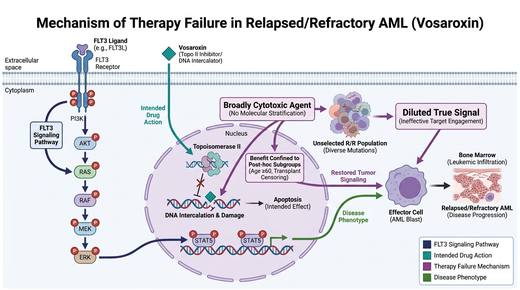 Mechanism of Therapy Failure in Relapsed/Refractory AML (Vosaroxin)
FLT3 Ligand
(e.g., FLT3L)
FLT3
Receptor
Extracellular
space
Cytoplasm
P
P
P
P
PI3K
FLT3
Signaling
Pathway
AKT
P
RAS
P
RAF
P
MEK
P
P
ERK
P
Vosaroxin
(Topo II Inhibitor/
DNA Intercalator)
Intended
Drug
Action
Nucleus
Topoisomerase II
DNA Intercalation & Damage
Apoptosis
(Intended Effect)
P
P
STAT5
P
P
STAT5
Broadly Cytotoxic Agent
(No Molecular Stratification)
Benefit Confined to
Post-hoc Subgroups
(Age ≥60, Transplant
Censoring)
Unselected R/R Population
(Diverse Mutations)
Diluted True Signal
(Ineffective Target Engagement)
Restored Tumor
Signaling
Disease
Phenotype
Effector Cell
(AML Blast)
Bone Marrow
(Leukemic Infiltration)
Relapsed/Refractory AML
(Disease Progression)
FLT3 Signaling Pathway
Intended Drug Action
Therapy Failure Mechanism
Disease Phenotype